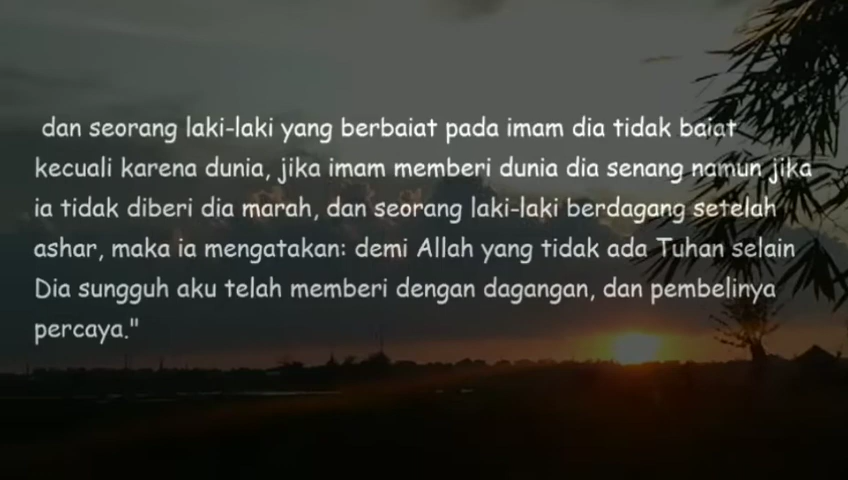 dan seorang laki-laki yang berbaiat pada imam dia tidak baiat
kecuali karena dunia, jika imam memberi dunia dia senang namun jika
ia tidak diberi dia marah, dan seorang laki-laki berdagang setelah
ashar, maka ia mengatakan: demi Allah yang tidak ada Tuhan selain
Dia sungguh aku telah memberi dengan dagangan, dan pembelinya
percaya."